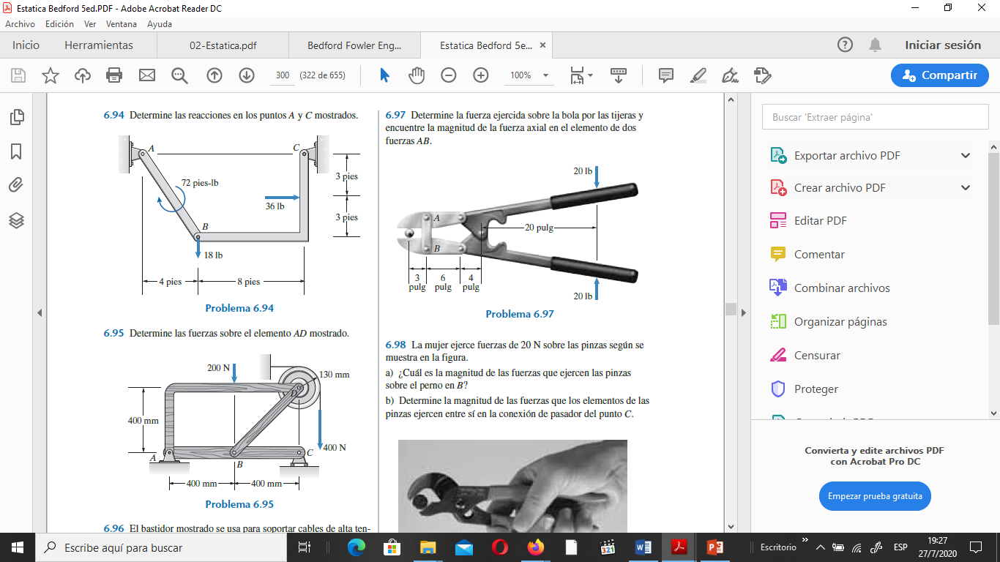 Estatica Bedford 5ed.PDF - Adobe Acrobat Reader DC
Archivo Edición Ver Ventana Ayuda
Inicio Herramientas 02-Estatica.pdf Bedford Fowler Eng... Estatica Bedford 5e... × Iniciar sesión
300 (322 de 655) 100% Compartir
6.94 Determine las reacciones en los puntos A y C mostrados.
A
C
72 pies-lb
3 pies
36 lb
3 pies
B
18 lb
4 pies 8 pies
Problema 6.94
6.95 Determine las fuerzas sobre el elemento AD mostrado.
200 N
130 mm
D
400 mm
400 N
A
B
C
400 mm 400 mm
Problema 6.95
6.96 El bastidor mostrado se usa para soportar cables de alta ten-
6.97 Determine la fuerza ejercida sobre la bola por las tijeras y
encuentre la magnitud de la fuerza axial en el elemento de dos
fuerzas AB.
20 lb
A
20 pulg
B
3 6 4
pulg pulg pulg
20 lb
Problema 6.97
6.98 La mujer ejerce fuerzas de 20 N sobre las pinzas según se
muestra en la figura.
a) ¿Cuál es la magnitud de las fuerzas que ejercen las pinzas
sobre el perno en B?
b) Determine la magnitud de las fuerzas que los elementos de las
pinzas ejercen entre sí en la conexión de pasador del punto C.
Buscar 'Extraer página'
Exportar archivo PDF
Crear archivo PDF
Editar PDF
Comentar
Combinar archivos
Organizar páginas
Censurar
Proteger
Convierta y edite archivos PDF
con Acrobat Pro DC
Empezar prueba gratuita
Escribe aquí para buscar
321
Escritorio
ESP
19:27
27/7/2020